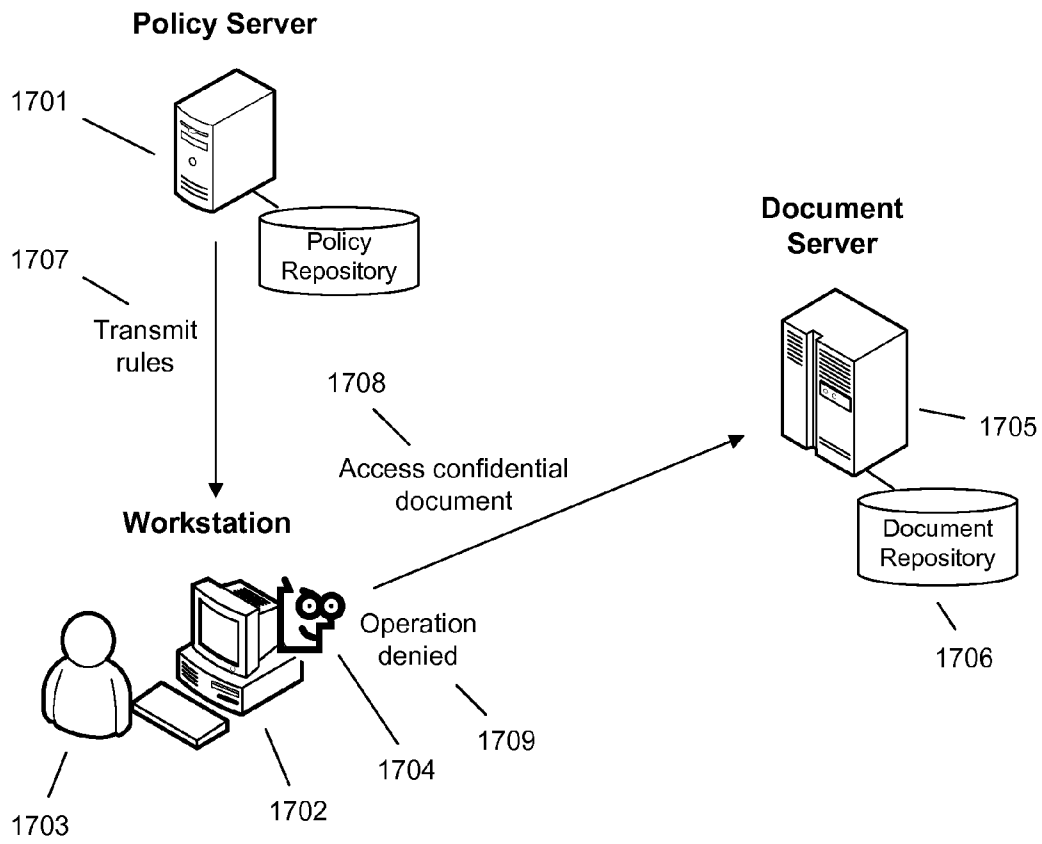 Policy Server
1701
Policy
Repository
Document
Server
1707
Transmit
rules
1708
1705
Access confidential
document
Workstation
Document
Repository
Operation
denied
1706
1709
1704
1702
1703